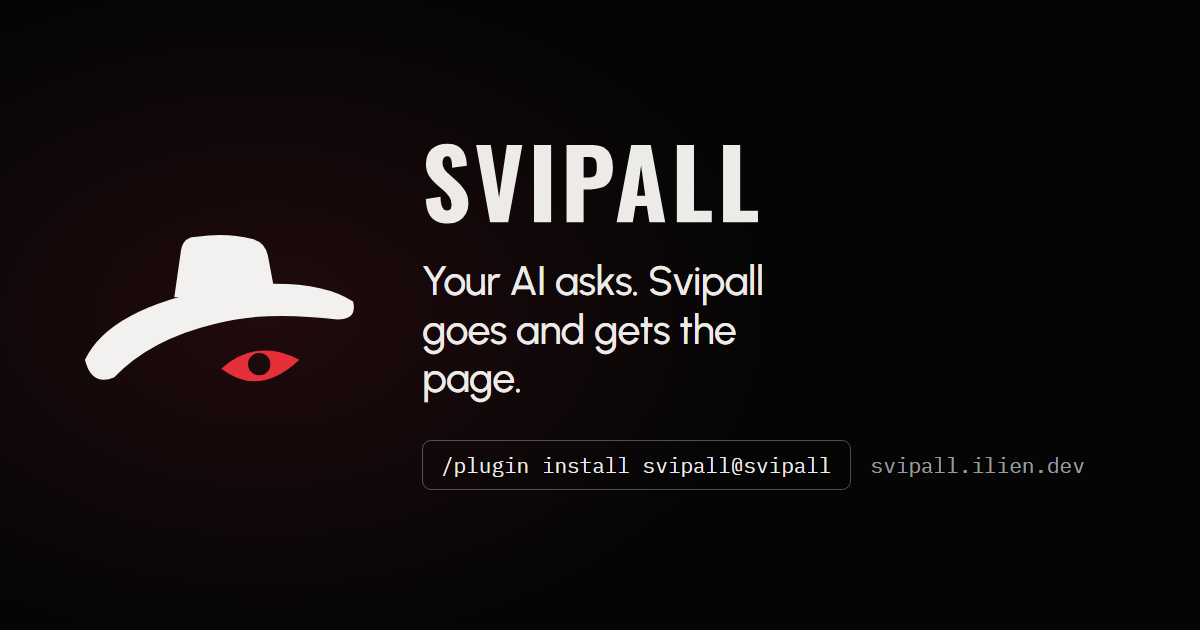 SVIPALL
Your AI asks. Svipall
goes and gets the
page.
/plugin install svipall@svipall
svipall.ilien.dev